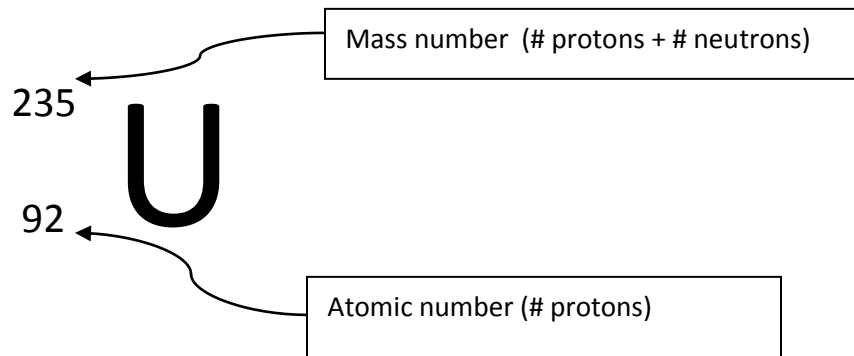 Mass number (# protons + # neutrons)
235
U
92
Atomic number (# protons)